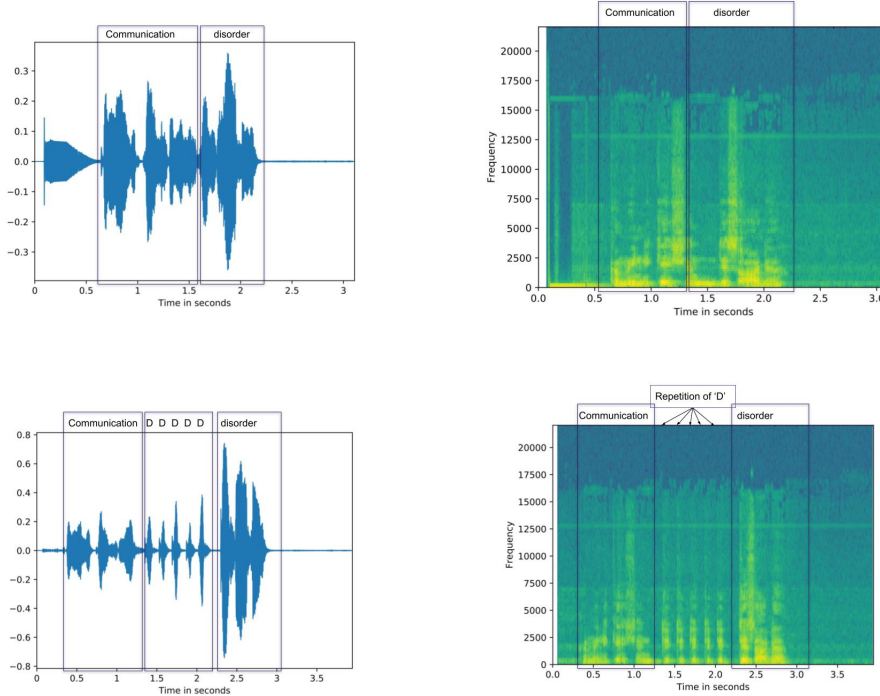 Communication disorder
0.3
0.2
0.1
0.0
−0.1
−0.2
−0.3
0 0.5 1 1.5 2 2.5 3
Time in seconds
Communication disorder
20000
17500
15000
12500
10000
7500
5000
2500
0
Frequency
0.0 0.5 1.0 1.5 2.0 2.5 3.0
Time in seconds
Communication D D D D D disorder
0.8
0.6
0.4
0.2
0.0
−0.2
−0.4
−0.6
−0.8
0 0.5 1 1.5 2 2.5 3 3.5
Time in seconds
Repetition of ‘D’
Communication disorder
20000
17500
15000
12500
10000
7500
5000
2500
0
Frequency
0.0 0.5 1.0 1.5 2.0 2.5 3.0 3.5
Time in seconds